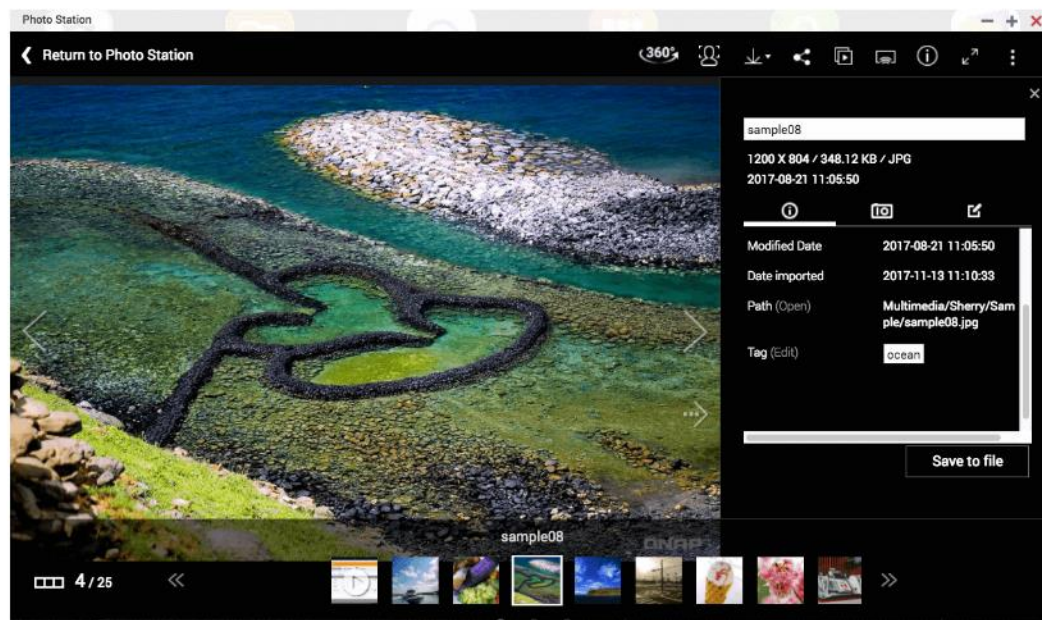 Photo Station
Return to Photo Station
360°
sample08
1200 X 804 / 348.12 KB / JPG
2017-08-21 11:05:50
Modified Date 2017-08-21 11:05:50
Date imported 2017-11-13 11:10:33
Path (Open) Multimedia/Sherry/Sam
ple/sample08.jpg
Tag (Edit) ocean
Save to file
sample08
QNAP
4 / 25